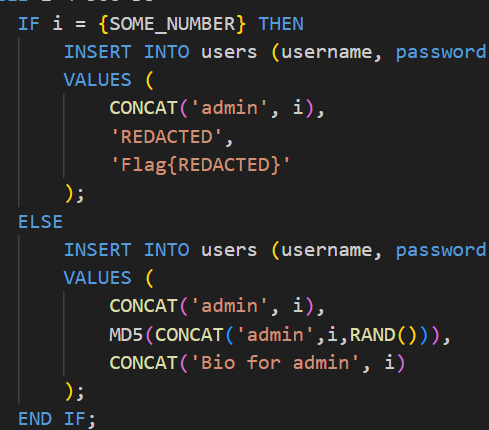 IF i = {SOME_NUMBER} THEN
INSERT INTO users (username, password
VALUES (
CONCAT('admin', i),
'REDACTED',
'Flag{REDACTED}'
);
ELSE
INSERT INTO users (username, password
VALUES (
CONCAT('admin', i),
MD5(CONCAT('admin',i,RAND())),
CONCAT('Bio for admin', i)
);
END IF;